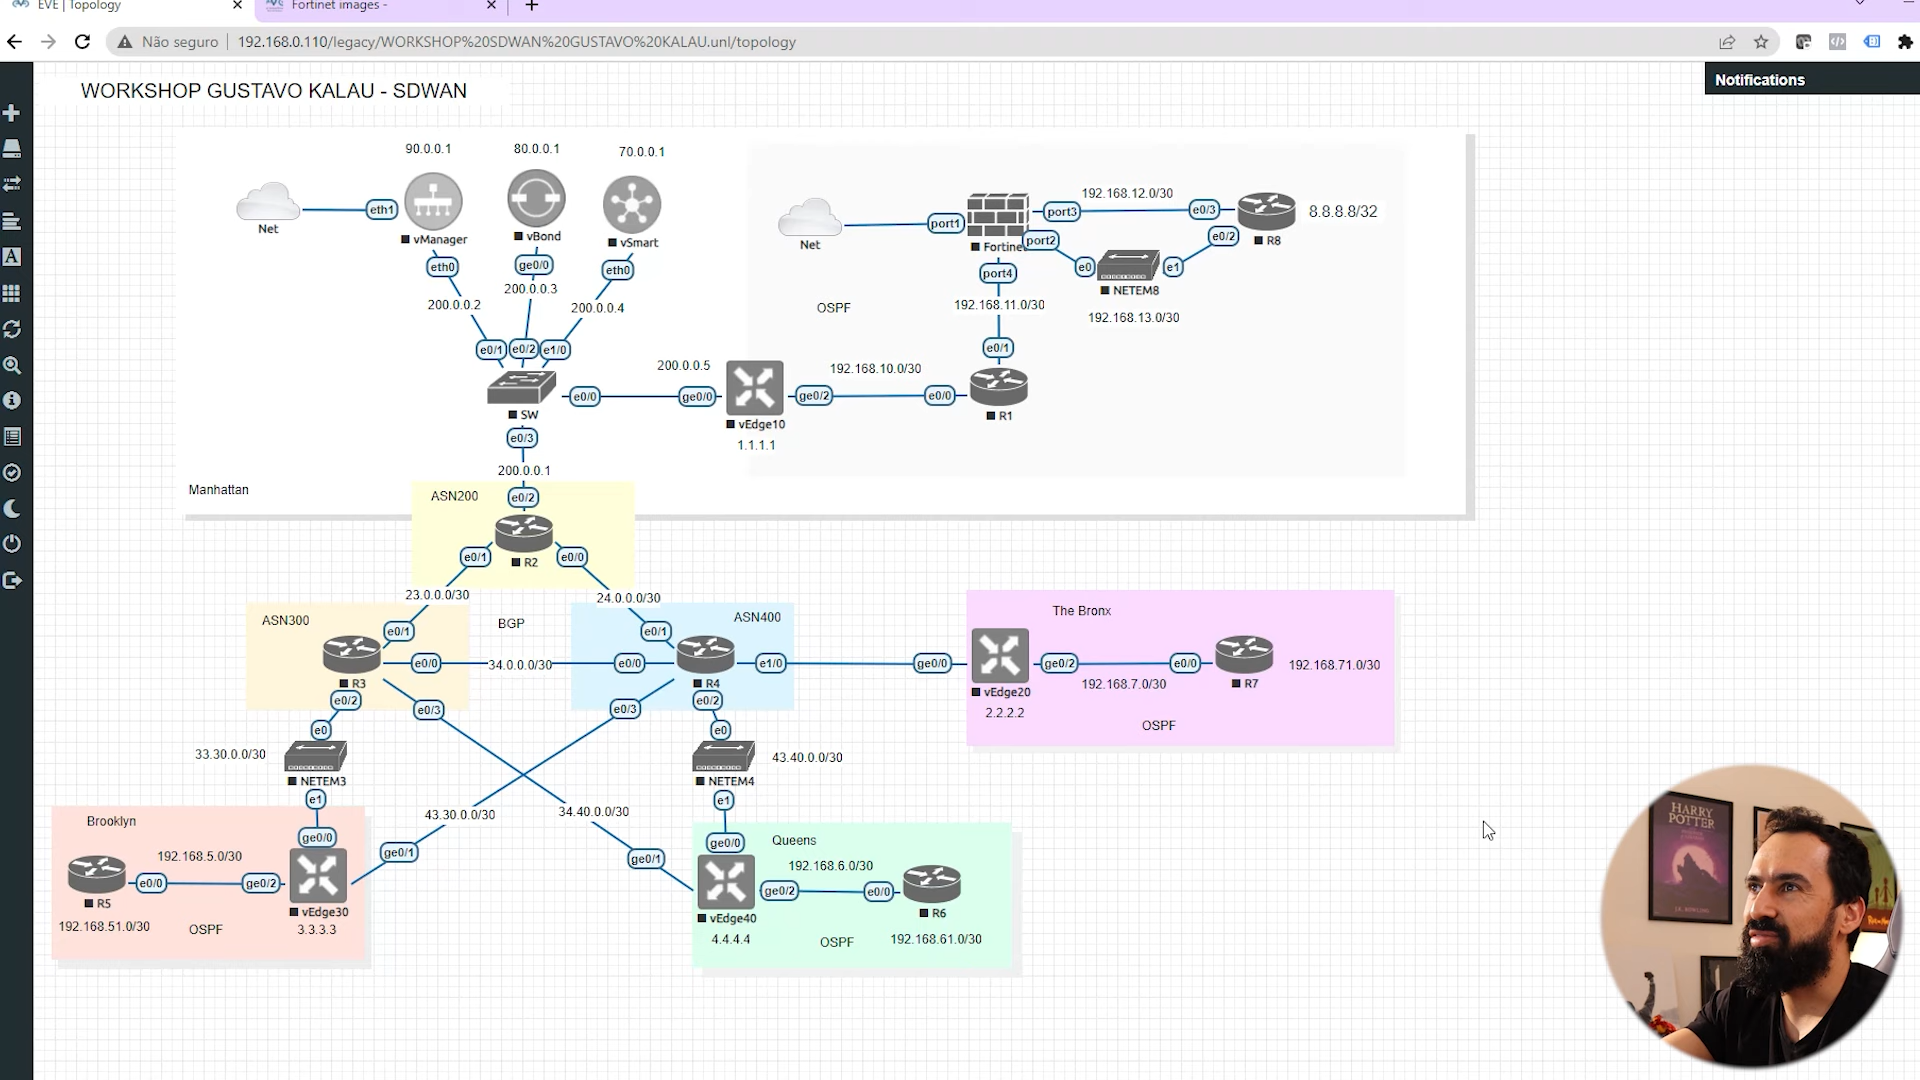 EVE | Topology
Fortinet images -
Não seguro
192.168.0.110/legacy/WORKSHOP%20SDWAN%20GUSTAVO%20KALAU.unl/topology
Notifications
WORKSHOP GUSTAVO KALAU - SDWAN
90.0.0.1
80.0.0.1
70.0.0.1
Net
eth1
vManager
vBond
vSmart
eth0
ge0/0
eth0
200.0.0.2
200.0.0.3
200.0.0.4
e0/1
e0/2
e1/0
SW
e0/0
e0/3
200.0.0.1
200.0.0.5
ge0/0
vEdge10
1.1.1.1
ge0/2
192.168.10.0/30
e0/0
R1
e0/1
192.168.11.0/30
port4
OSPF
Net
port1
Fortinet
port3
192.168.12.0/30
e0/3
R8
8.8.8.8/32
port2
e0
NETEM8
e1
e0/2
192.168.13.0/30
Manhattan
ASN200
e0/2
R2
e0/1
e0/0
23.0.0.0/30
24.0.0.0/30
BGP
ASN300
e0/1
R3
e0/0
34.0.0.0/30
e0/0
e0/2
e0/3
ASN400
e0/1
R4
e1/0
e0/2
e0/3
The Bronx
ge0/0
vEdge20
2.2.2.2
ge0/2
192.168.7.0/30
e0/0
R7
192.168.71.0/30
OSPF
33.30.0.0/30
e0
NETEM3
e1
43.40.0.0/30
e0
NETEM4
e1
43.30.0.0/30
34.40.0.0/30
Brooklyn
192.168.5.0/30
R5
e0/0
ge0/2
ge0/0
ge0/1
vEdge30
3.3.3.3
192.168.51.0/30
OSPF
Queens
ge0/0
ge0/1
vEdge40
4.4.4.4
192.168.6.0/30
ge0/2
e0/0
R6
OSPF
192.168.61.0/30
HARRY
POTTER